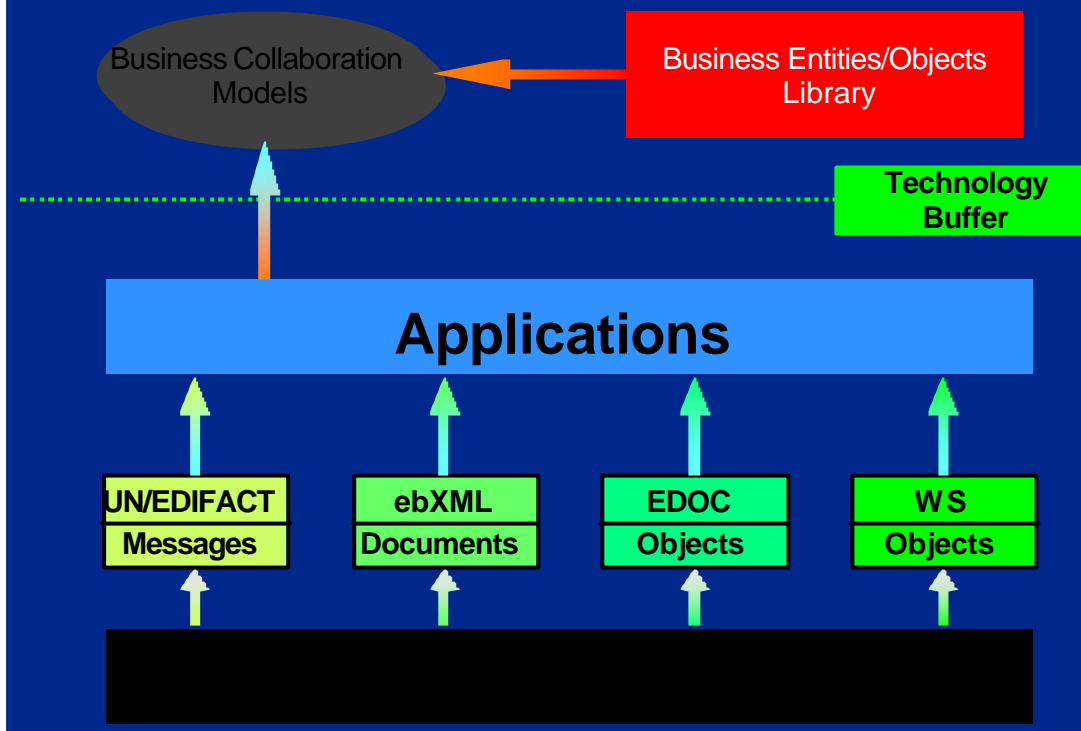 Business Collaboration
Models
Business Entities/Objects
Library
Technology
Buffer
Applications
UN/EDIFACT
Messages
ebXML
Documents
EDOC
Objects
WS
Objects